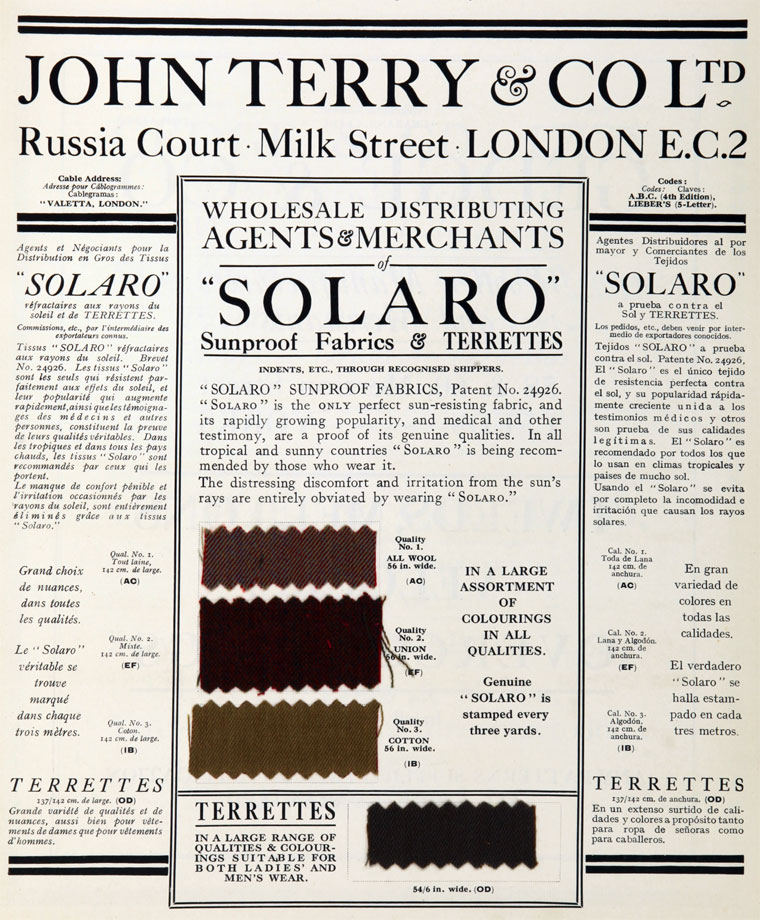 JOHN TERRY & CO LTD
Russia Court · Milk Street · LONDON E.C.2
Cable Address:
Adresse pour Câblogrammes:
Cablegramas:
"VALETTA, LONDON."
Agents et Négociants pour la
Distribution en Gros des Tissus
"SOLARO"
réfractaires aux rayons du
soleil et de TERRETTES.
Commissions, etc., par l'intermédiaire des
exportateurs connus.
Tissus "SOLARO" réfractaires
aux rayons du soleil. Brevet
No. 24926. Les tissus "Solaro"
sont les seuls qui résistent par-
faitement aux effets du soleil, et
leur popularité qui augmente
rapidement, ainsi que les témoigna-
ges des médecins et autres
personnes, constituent la preuve
de leurs qualités véritables. Dans
les tropiques et dans tous les pays
chauds, les tissus "Solaro" sont
recommandés par ceux qui les
portent.
Le manque de confort pénible et
l'irritation occasionnés par les
rayons du soleil, sont entièrement
éliminés grâce aux tissus
"Solaro."
Grand choix
de nuances,
dans toutes
les qualités.
Le "Solaro"
véritable se
trouve
marqué
dans chaque
trois mètres.
Qual. No. 1.
Tout laine,
142 cm. de large.
(AC)
Qual. No. 2.
Mixte.
142 cm. de large.
(EF)
Qual. No. 3.
Coton.
142 cm. de large.
(IB)
TERRETTES
137/142 cm. de large. (OD)
Grande variété de qualités et de
nuances, aussi bien pour vête-
ments de dames que pour vêtements
d'hommes.
WHOLESALE DISTRIBUTING
AGENTS & MERCHANTS
of
"SOLARO"
Sunproof Fabrics & TERRETTES
INDENTS, ETC., THROUGH RECOGNISED SHIPPERS.
"SOLARO" SUNPROOF FABRICS, Patent No. 24926.
"SOLARO" is the ONLY perfect sun-resisting fabric, and
its rapidly growing popularity, and medical and other
testimony, are a proof of its genuine qualities. In all
tropical and sunny countries "SOLARO" is being recom-
mended by those who wear it.
The distressing discomfort and irritation from the sun's
rays are entirely obviated by wearing "SOLARO."
Quality
No. 1.
ALL WOOL
56 in. wide.
(AC)
Quality
No. 2.
UNION
56 in. wide.
(EF)
Quality
No. 3.
COTTON
56 in. wide.
(IB)
IN A LARGE
ASSORTMENT
OF
COLOURINGS
IN ALL
QUALITIES.
Genuine
"SOLARO" is
stamped every
three yards.
TERRETTES
IN A LARGE RANGE OF
QUALITIES & COLOUR-
INGS SUITABLE FOR
BOTH LADIES' AND
MEN'S WEAR.
54/6 in. wide. (OD)
Codes:
Codes: Claves:
A.B.C. (4th Edition),
LIEBER'S (5-Letter).
Agentes Distribuidores al por
mayor y Comerciantes de los
Tejidos
"SOLARO"
a prueba contra el
Sol y TERRETTES.
Los pedidos, etc., deben venir por inter-
medio de exportadores conocidos.
Tejidos "SOLARO" a prueba
contra el sol. Patente No. 24926,
El "Solaro" es el único tejido
de resistencia perfecta contra
el sol, y su popularidad rápida-
mente creciente unida a los
testimonios médicos y otros
son prueba de sus calidades
legítimas. El "Solaro" es
recomendado por todos los que
lo usan en climas tropicales y
países de mucho sol.
Usando el "Solaro" se evita
por completo la incomodidad e
irritación que causan los rayos
solares.
Cal. No. 1.
Toda de Lana
142 cm. de
anchura.
(AC)
Cal. No. 2.
Lana y Algodón.
142 cm. de
anchura.
(EF)
Cal. No. 3.
Algodón.
142 cm. de
anchura.
(IB)
En gran
variedad de
colores en
todas las
calidades.
El verdadero
"Solaro" se
halla estam-
pado en cada
tres metros.
TERRETTES
137/142 cm. de anchura. (OD)
En un extenso surtido de cali-
dades y colores a propósito tanto
para ropa de señoras como
para caballeros.